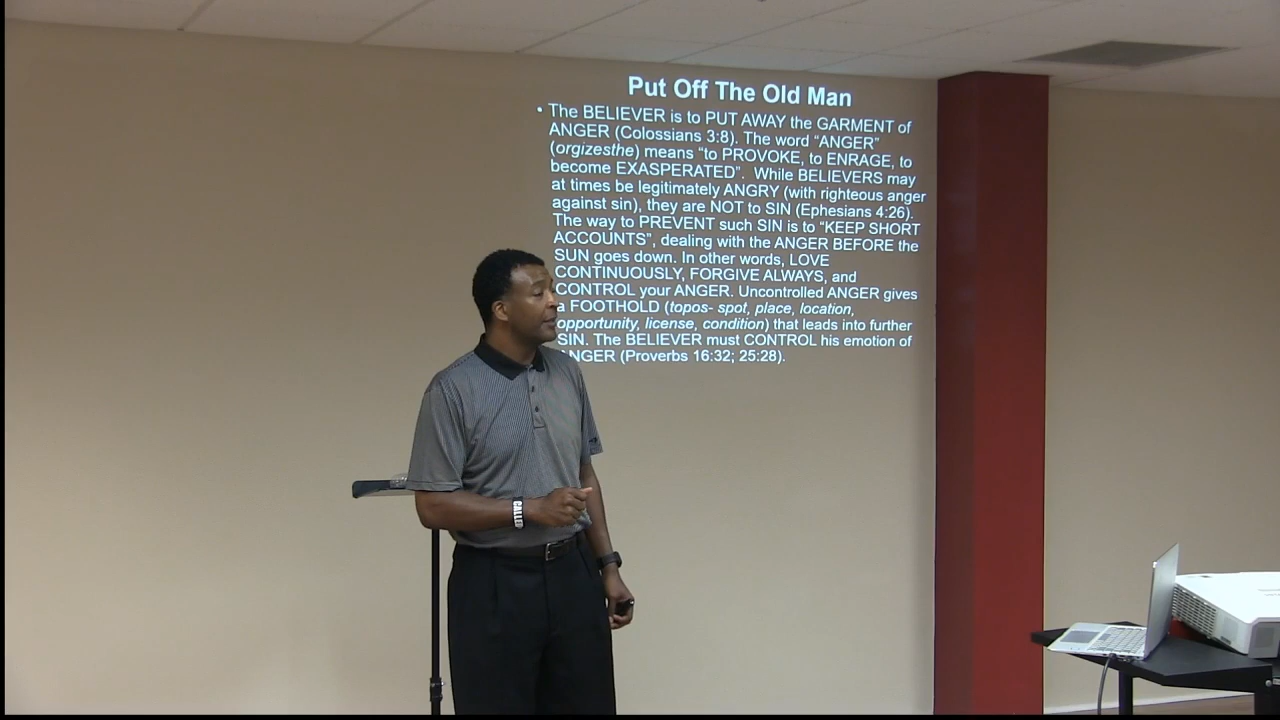 Put Off The Old Man
• The BELIEVER is to PUT AWAY the GARMENT of
ANGER (Colossians 3:8). The word “ANGER”
(orgizesthe) means “to PROVOKE, to ENRAGE, to
become EXASPERATED”. While BELIEVERS may
at times be legitimately ANGRY (with righteous anger
against sin), they are NOT to SIN (Ephesians 4:26).
The way to PREVENT such SIN is to “KEEP SHORT
ACCOUNTS”, dealing with the ANGER BEFORE the
SUN goes down. In other words, LOVE
CONTINUOUSLY, FORGIVE ALWAYS, and
CONTROL your ANGER. Uncontrolled ANGER gives
a FOOTHOLD (topos- spot, place, location,
opportunity, license, condition) that leads into further
SIN. The BELIEVER must CONTROL his emotion of
ANGER (Proverbs 16:32; 25:28).
CALLED